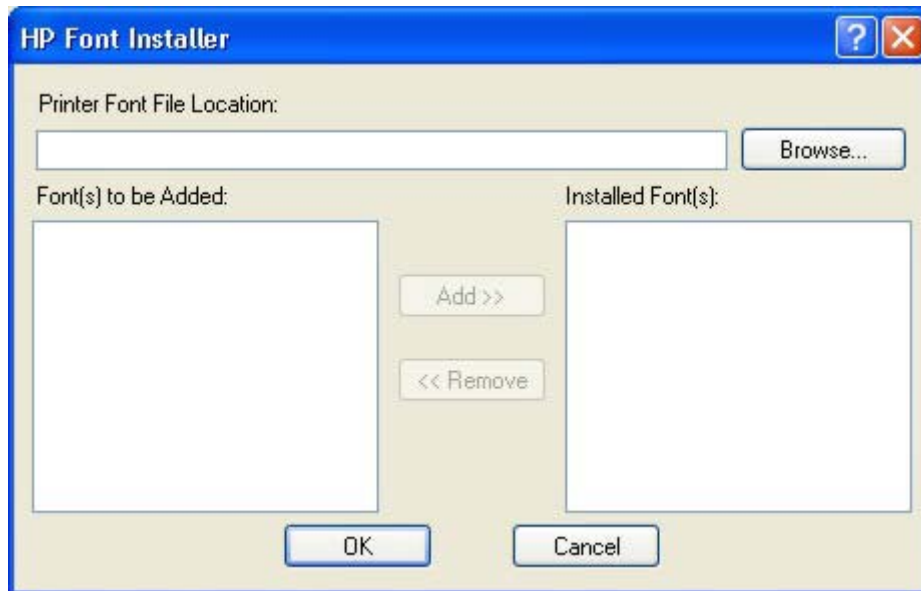 HP Font Installer
Printer Font File Location:
Browse...
Font(s) to be Added:
Installed Font(s):
Add >>
<< Remove
OK
Cancel